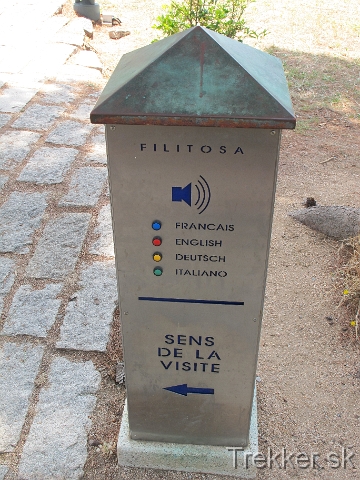 FILITOSA
FRANCAIS
ENGLISH
DEUTSCH
ITALIANO
SENS
DE LA
VISITE
Trekker.sk